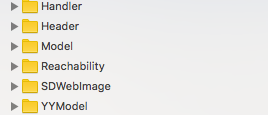 Handler
Header
Model
Reachability
SDWebImage
YYModel